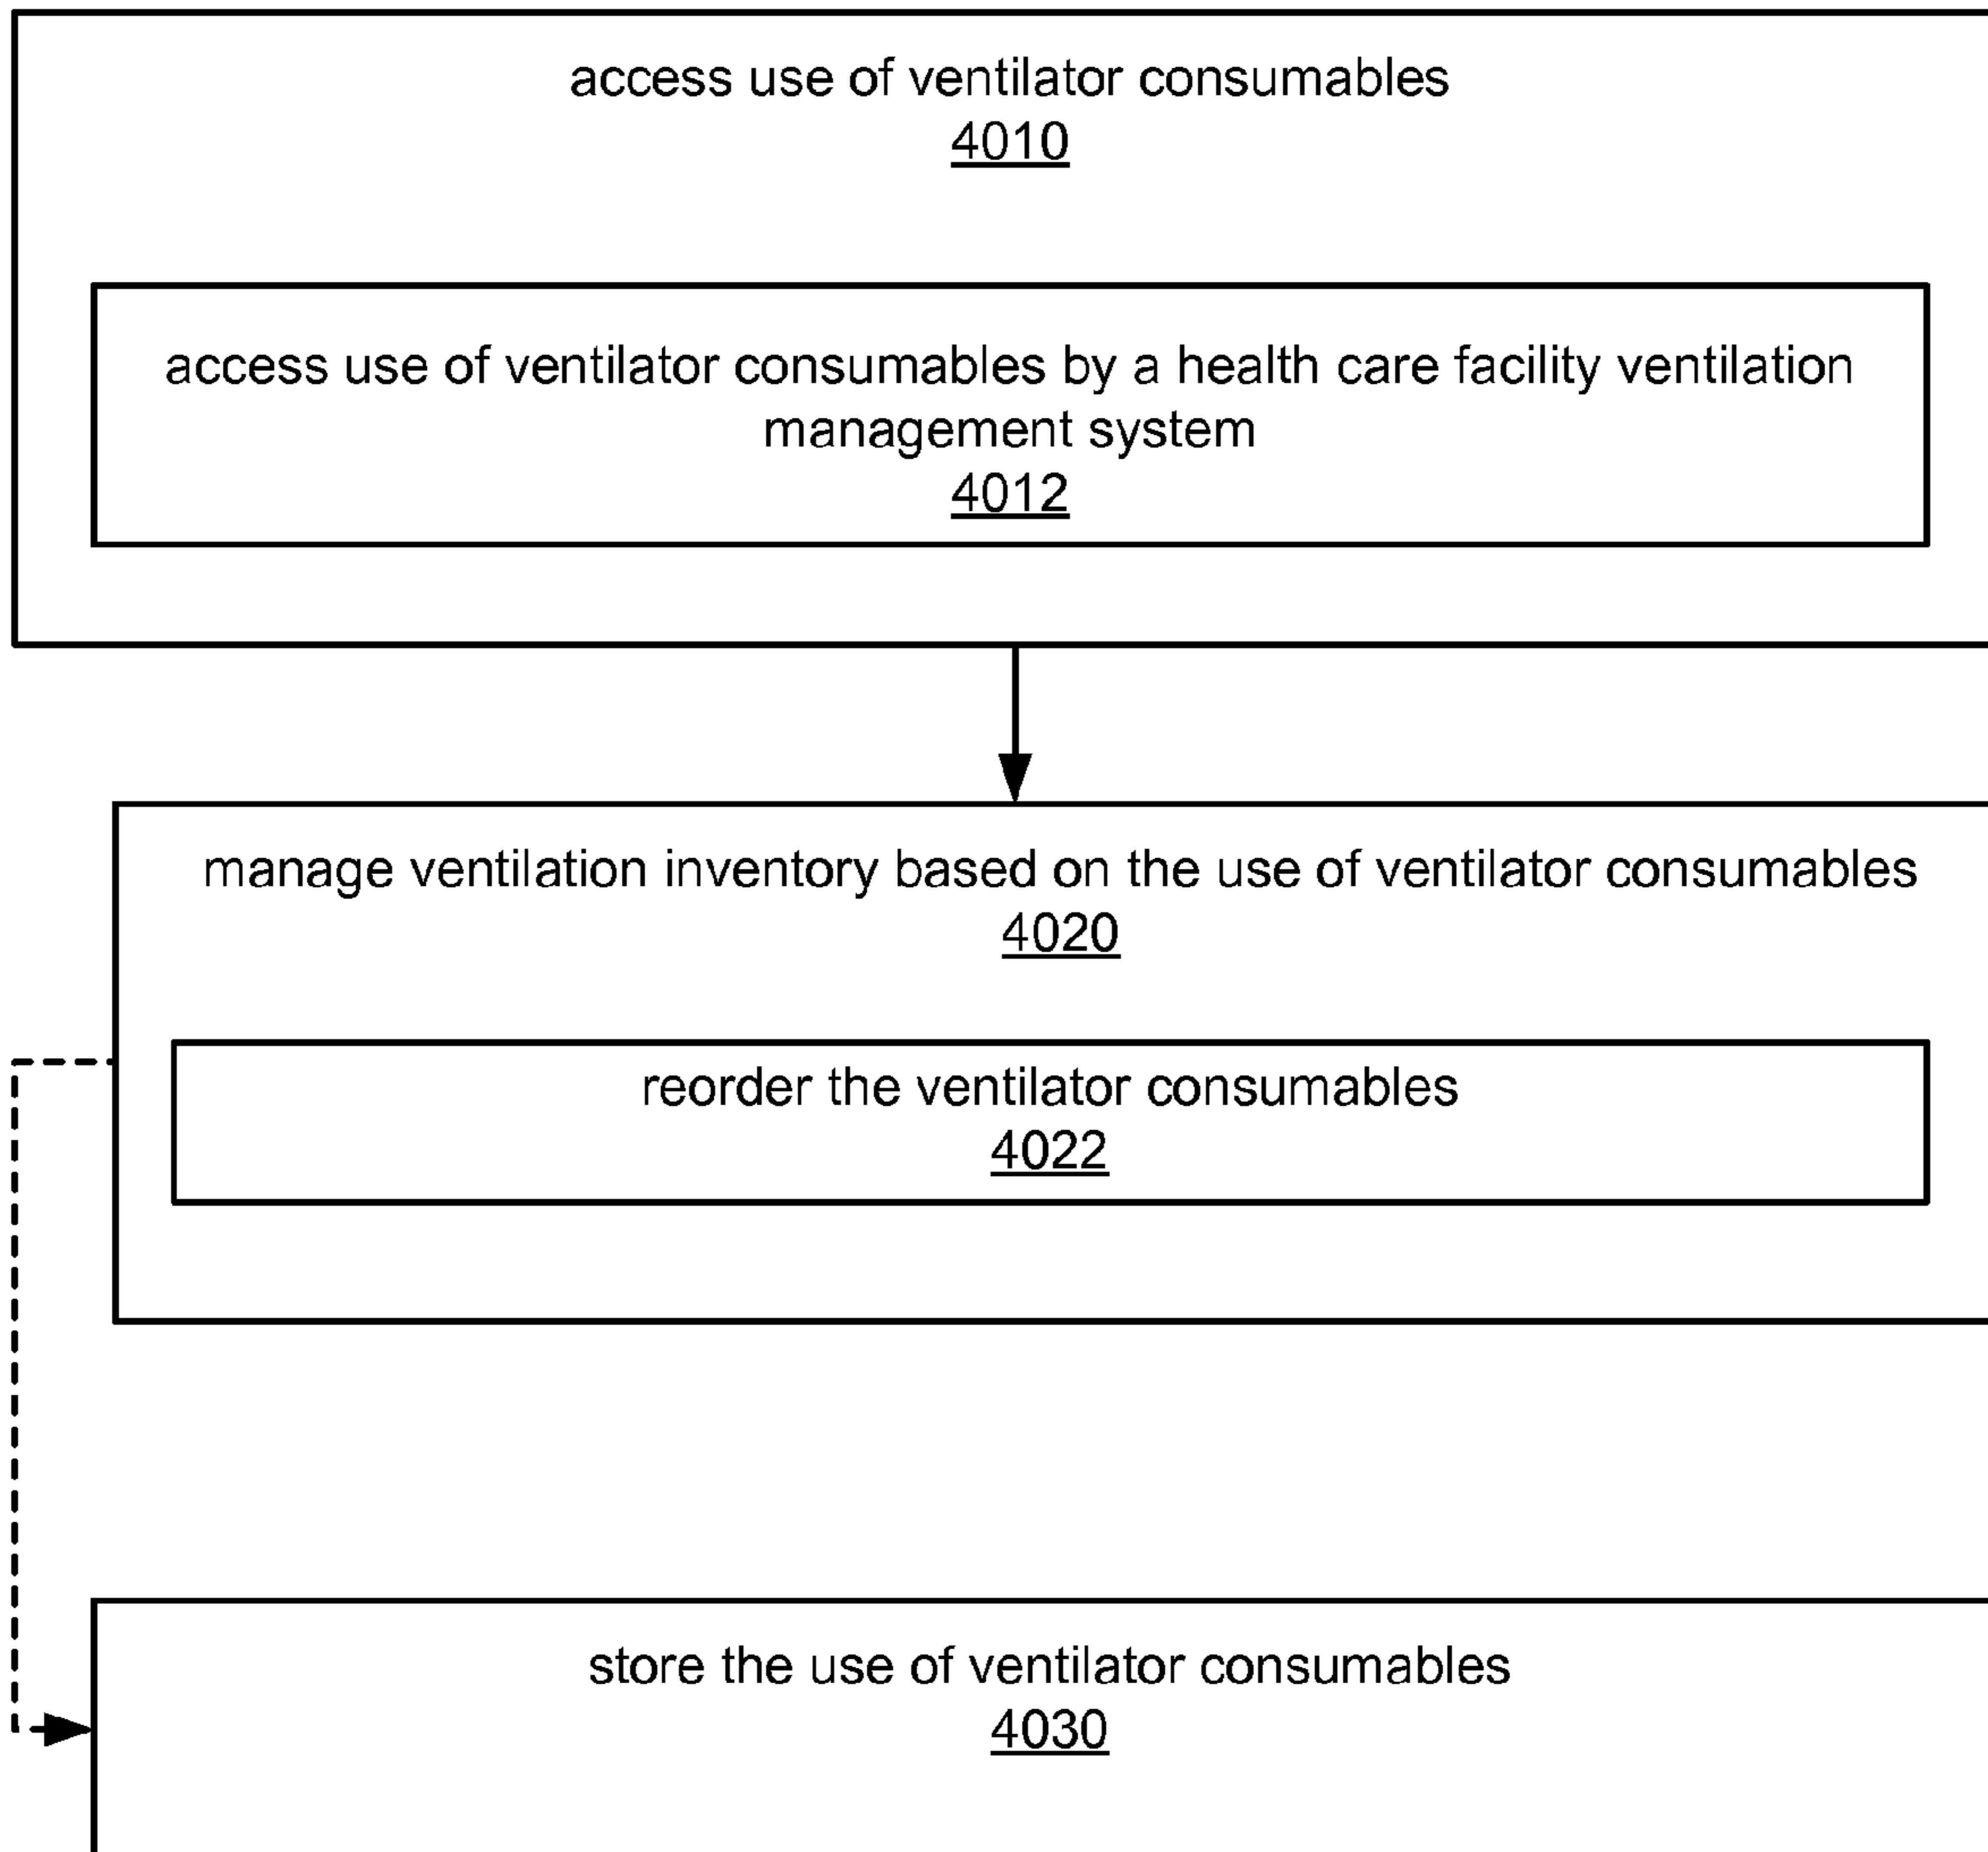 access use of ventilator consumables
4010
access use of ventilator consumables by a health care facility ventilation
management system
4012
manage ventilation inventory based on the use of ventilator consumables
4020
reorder the ventilator consumables
4022
store the use of ventilator consumables
4030